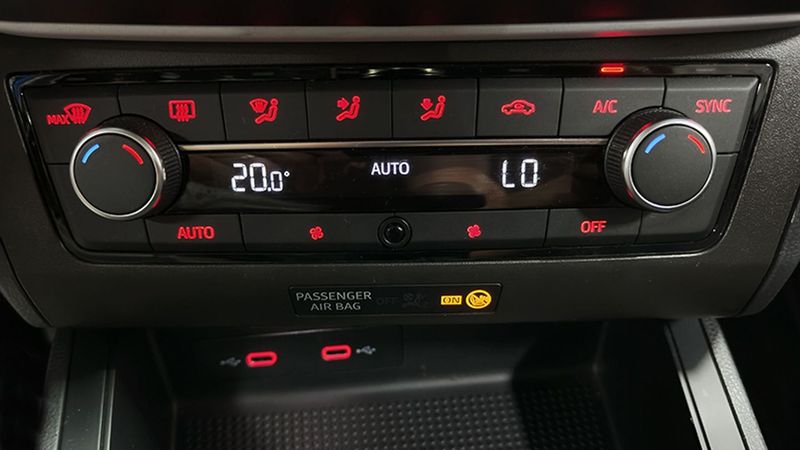 MAX
A/C
SYNC
20.0°
AUTO
LO
AUTO
OFF
PASSENGER
AIR BAG
OFF
ON